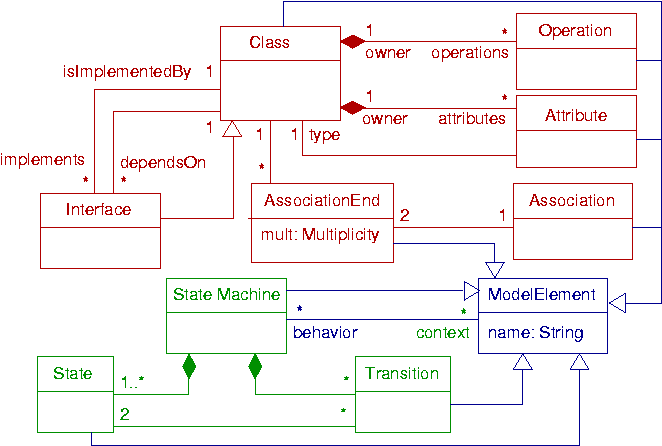 Class
1
*
Operation
owner
operations
isImplementedBy
1
1
*
owner
attributes
Attribute
1
1
1
type
implements
dependsOn
*
*
*
Interface
AssociationEnd
mult: Multiplicity
2
1
Association
State Machine
*
behavior
*
context
ModelElement
name: String
State
1..*
2
*
*
Transition